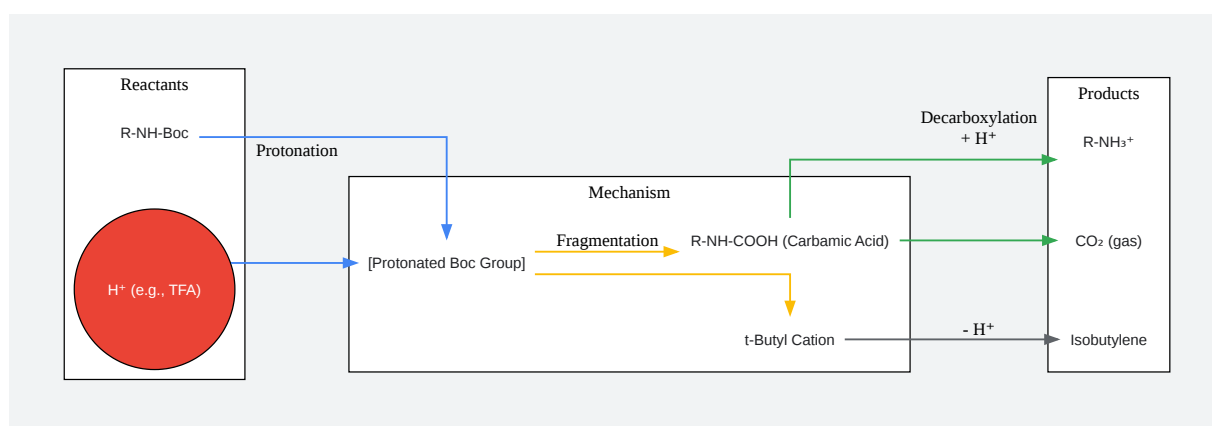 Reactants
R-NH-Boc
H⁺ (e.g., TFA)
Protonation
Mechanism
[Protonated Boc Group]
Fragmentation
R-NH-COOH (Carbamic Acid)
t-Butyl Cation
Decarboxylation
+ H⁺
- H⁺
Products
R-NH₃⁺
CO₂ (gas)
Isobutylene